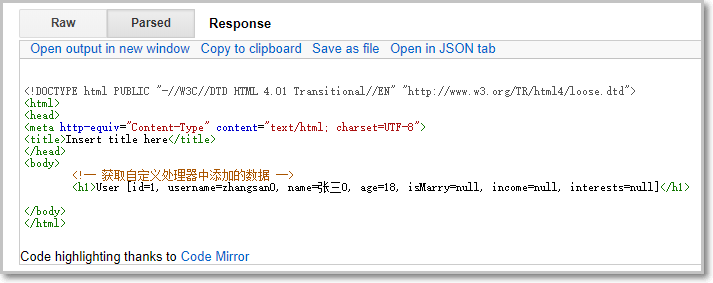 Raw Parsed Response
Open output in new window Copy to clipboard Save as file Open in JSON tab
<!DOCTYPE html PUBLIC "-//W3C//DTD HTML 4.01 Transitional//EN" "http://www.w3.org/TR/html4/loose.dtd">
<html>
<head>
<meta http-equiv="Content-Type" content="text/html; charset=UTF-8">
<title>Insert title here</title>
</head>
<body>
<!-- 获取自定义处理器中添加的数据 -->
<h1>User [id=1, username=zhangsan0, name=张三0, age=18, isMarry=null, income=null, interests=null]</h1>
</body>
</html>
Code highlighting thanks to Code Mirror